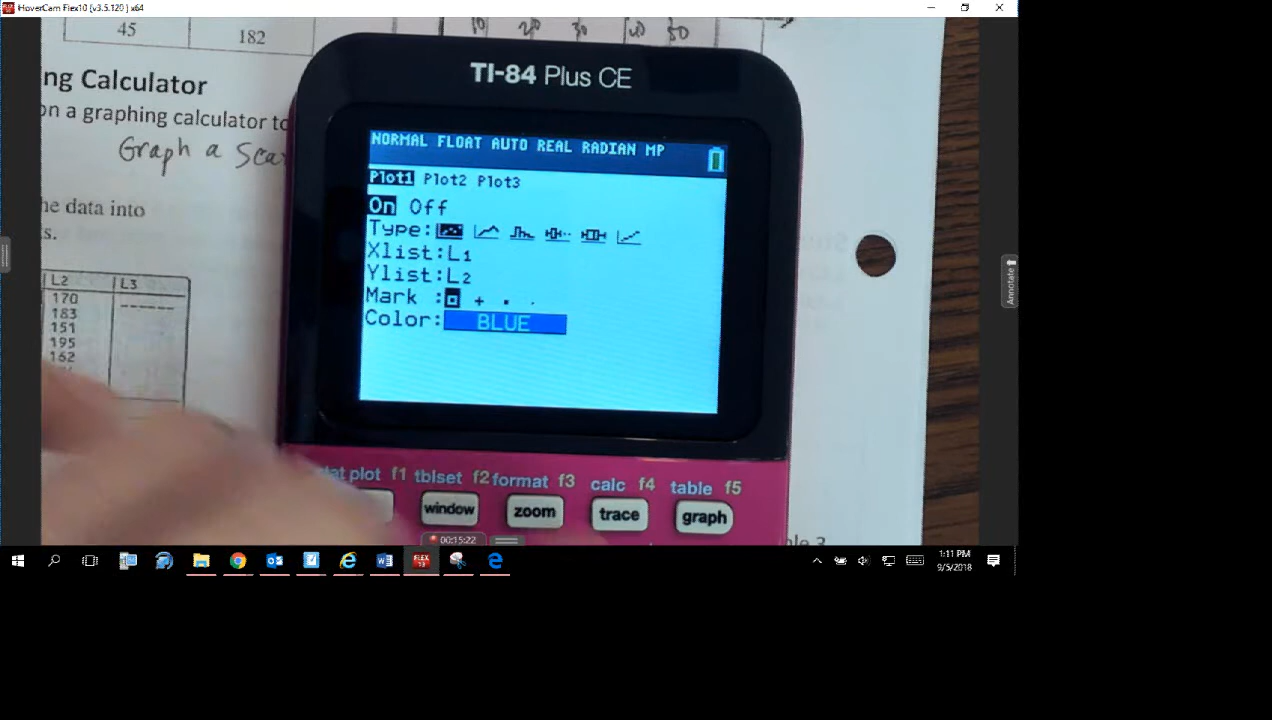 HoverCam Flex10 [v3.5.129] x64
45
182
10 20 30 40 50
ng Calculator
on a graphing calculator to
Graph a Sca
he data into
s.
L2 L3
170
183
151
195
162
TI-84 Plus CE
NORMAL FLOAT AUTO REAL RADIAN MP
Plot1 Plot2 Plot3
On Off
Type:
Xlist:L1
Ylist:L2
Mark : + .
Color: BLUE
at plot f1 tblset f2 format f3 calc f4 table f5
window zoom trace graph
Annotate
00:15:22
FLEX
1:11 PM
9/5/2018